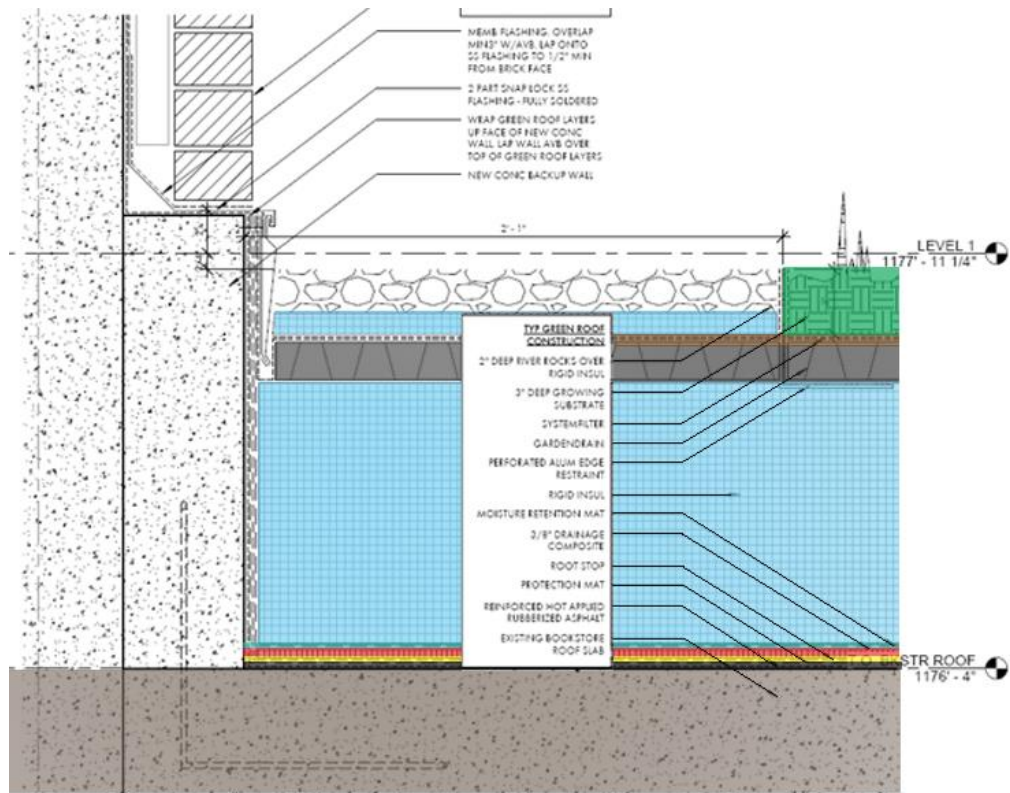 MEMB FLASHING. OVERLAP
MIN3" W/AVB. LAP ONTO
SS FLASHING TO 1/2" MIN
FROM BRICK FACE
2 PART SNAP LOCK SS
FLASHING - FULLY SOLDERED
WRAP GREEN ROOF LAYERS
UP FACE OF NEW CONC
WALL. LAP WALL AVB OVER
TOP OF GREEN ROOF LAYERS
NEW CONC BACKUP WALL
2' - 1"
LEVEL 1
1177' - 11 1/4"
TYP GREEN ROOF
CONSTRUCTION
2" DEEP RIVER ROCKS OVER
RIGID INSUL
3" DEEP GROWING
SUBSTRATE
SYSTEMFILTER
GARDENDRAIN
PERFORATED ALUM EDGE
RESTRAINT
RIGID INSUL
MOISTURE RETENTION MAT
3/8" DRAINAGE
COMPOSITE
ROOT STOP
PROTECTION MAT
REINFORCED HOT APPLIED
RUBBERIZED ASPHALT
EXISTING BOOKSTORE
ROOF SLAB
BKSTR ROOF
1176' - 4"